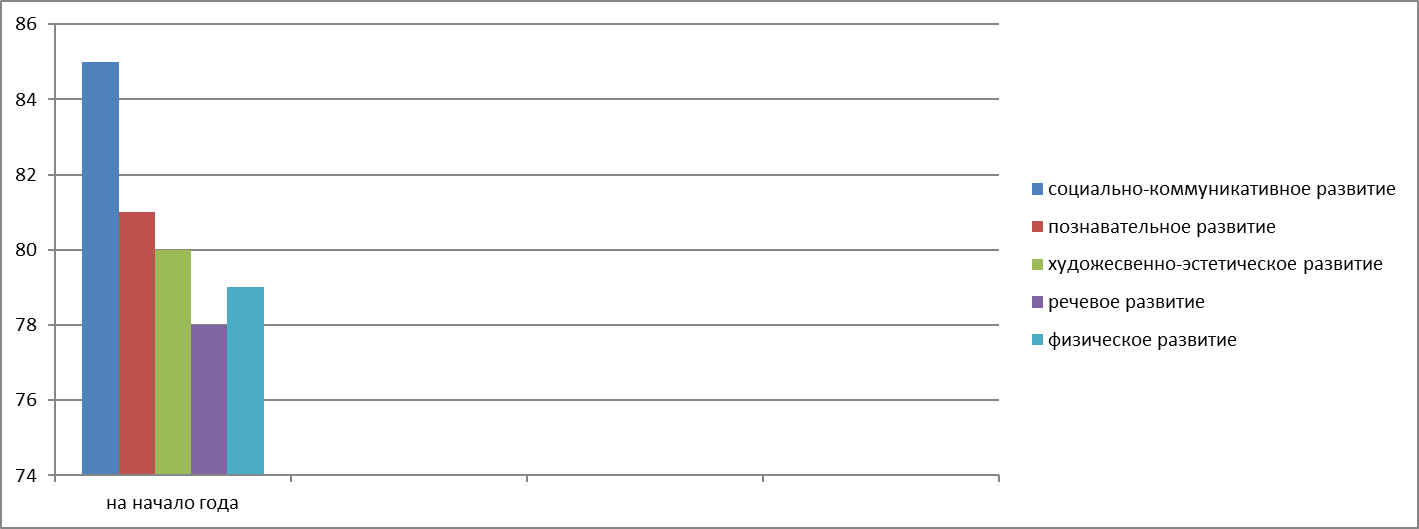 86
84
82
80
78
76
74
на начало года
социально-коммуникативное развитие
познавательное развитие
художесвенно-эстетическое развитие
речевое развитие
физическое развитие